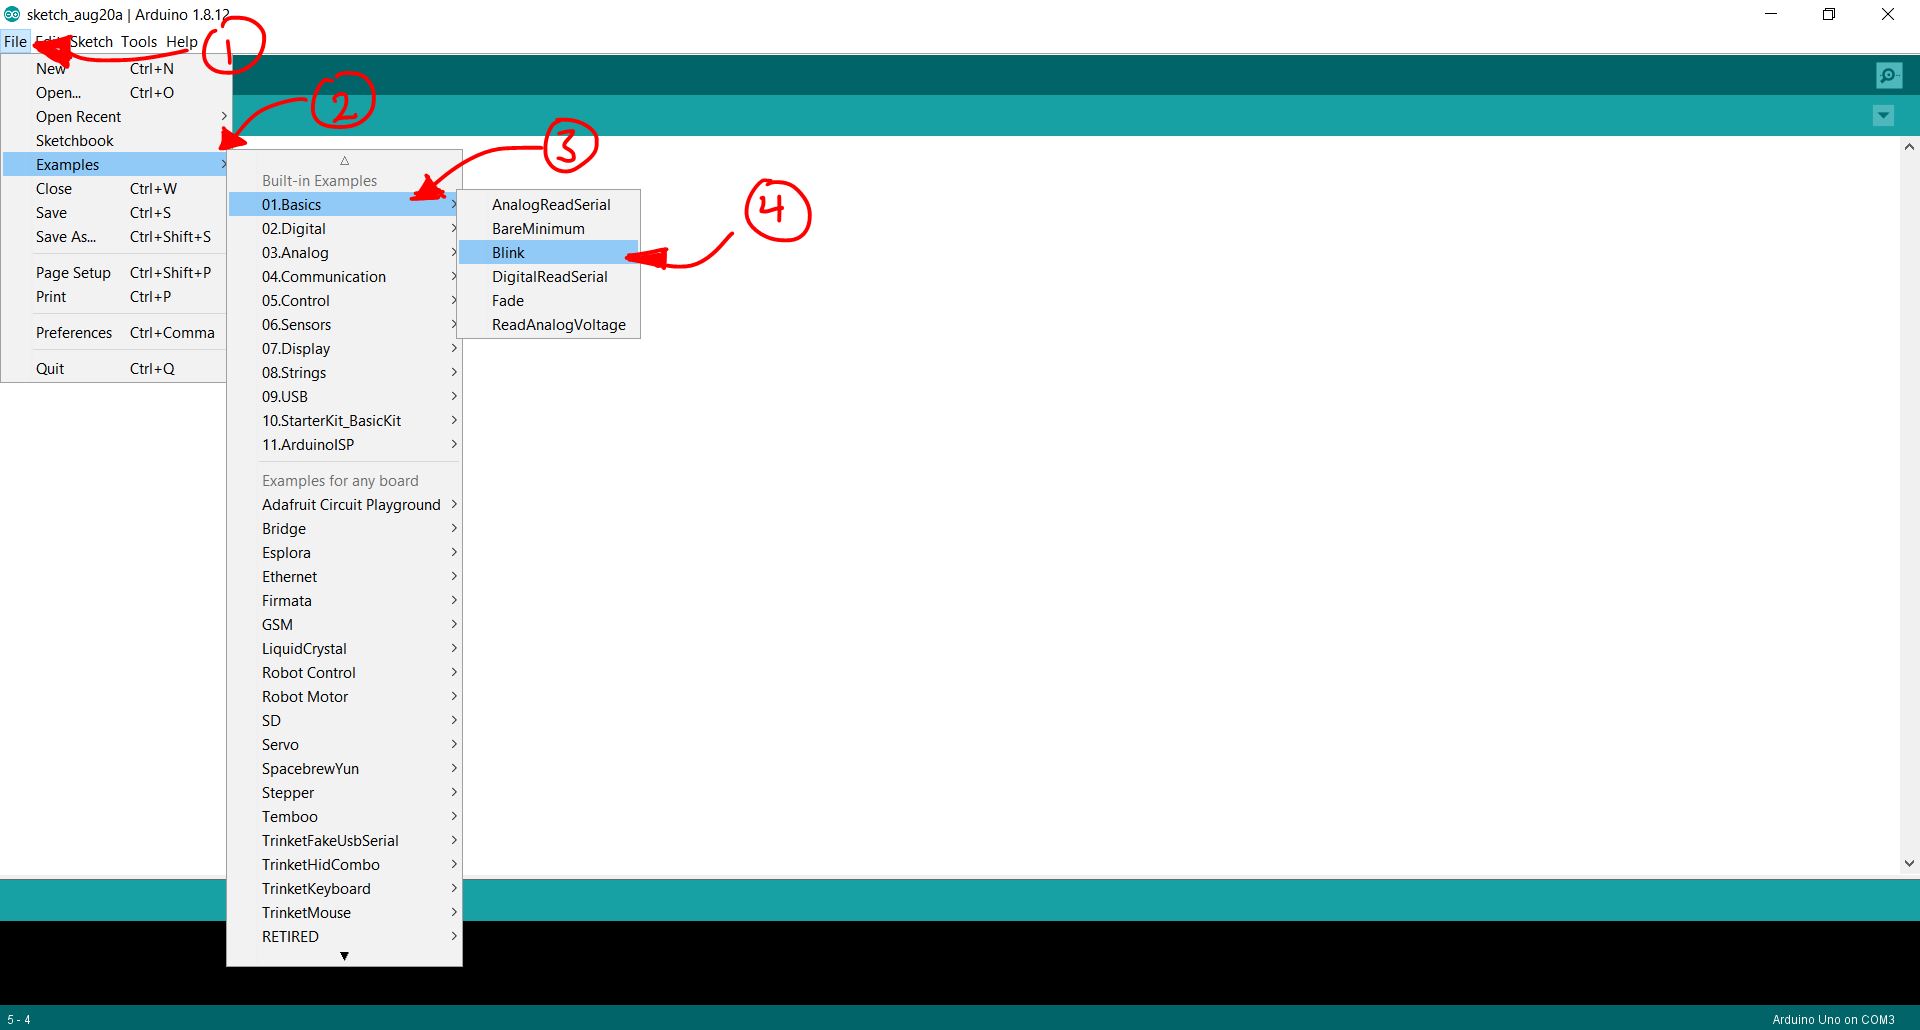 sketch_aug20a | Arduino 1.8.12
File Edit Sketch Tools Help
1
New Ctrl+N
Open... Ctrl+O
Open Recent
Sketchbook
Examples
Close Ctrl+W
Save Ctrl+S
Save As... Ctrl+Shift+S
Page Setup Ctrl+Shift+P
Print Ctrl+P
Preferences Ctrl+Comma
Quit Ctrl+Q
2
Built-in Examples
01.Basics
02.Digital
03.Analog
04.Communication
05.Control
06.Sensors
07.Display
08.Strings
09.USB
10.StarterKit_BasicKit
11.ArduinoISP
Examples for any board
Adafruit Circuit Playground
Bridge
Esplora
Ethernet
Firmata
GSM
LiquidCrystal
Robot Control
Robot Motor
SD
Servo
SpacebrewYun
Stepper
Temboo
TrinketFakeUsbSerial
TrinketHidCombo
TrinketKeyboard
TrinketMouse
RETIRED
3
AnalogReadSerial
BareMinimum
Blink
DigitalReadSerial
Fade
ReadAnalogVoltage
4
5 - 4
Arduino Uno on COM3